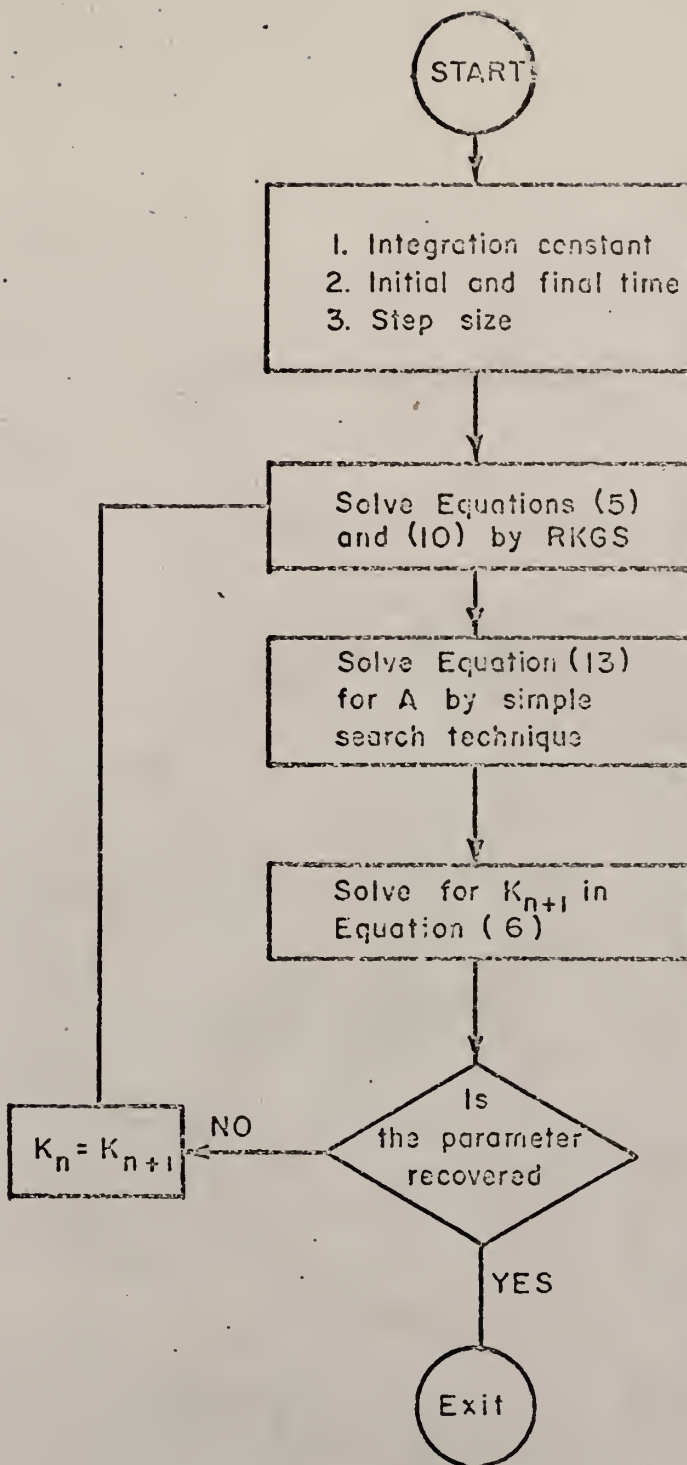 START
1. Integration constant
2. Initial and final time
3. Step size
Solve Equations (5)
and (10) by RKGS
Solve Equation (13)
for A by simple
search technique
Solve for K_{n+1} in
Equation (6)
Is
the parameter
recovered
NO
K_n = K_{n+1}
YES
Exit